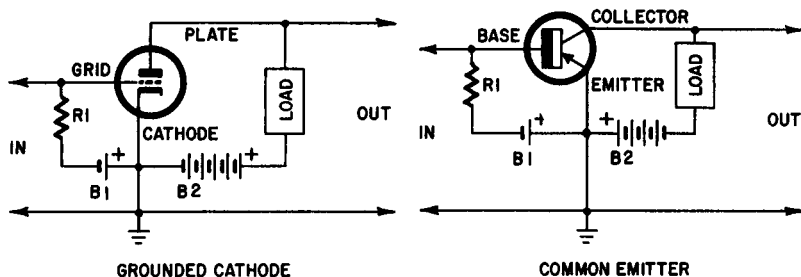 PLATE
GRID
R1
CATHODE
LOAD
IN
OUT
+
+
B1
B2
GROUNDED CATHODE
COLLECTOR
BASE
R1
EMITTER
LOAD
IN
OUT
+
+
B1
B2
COMMON EMITTER